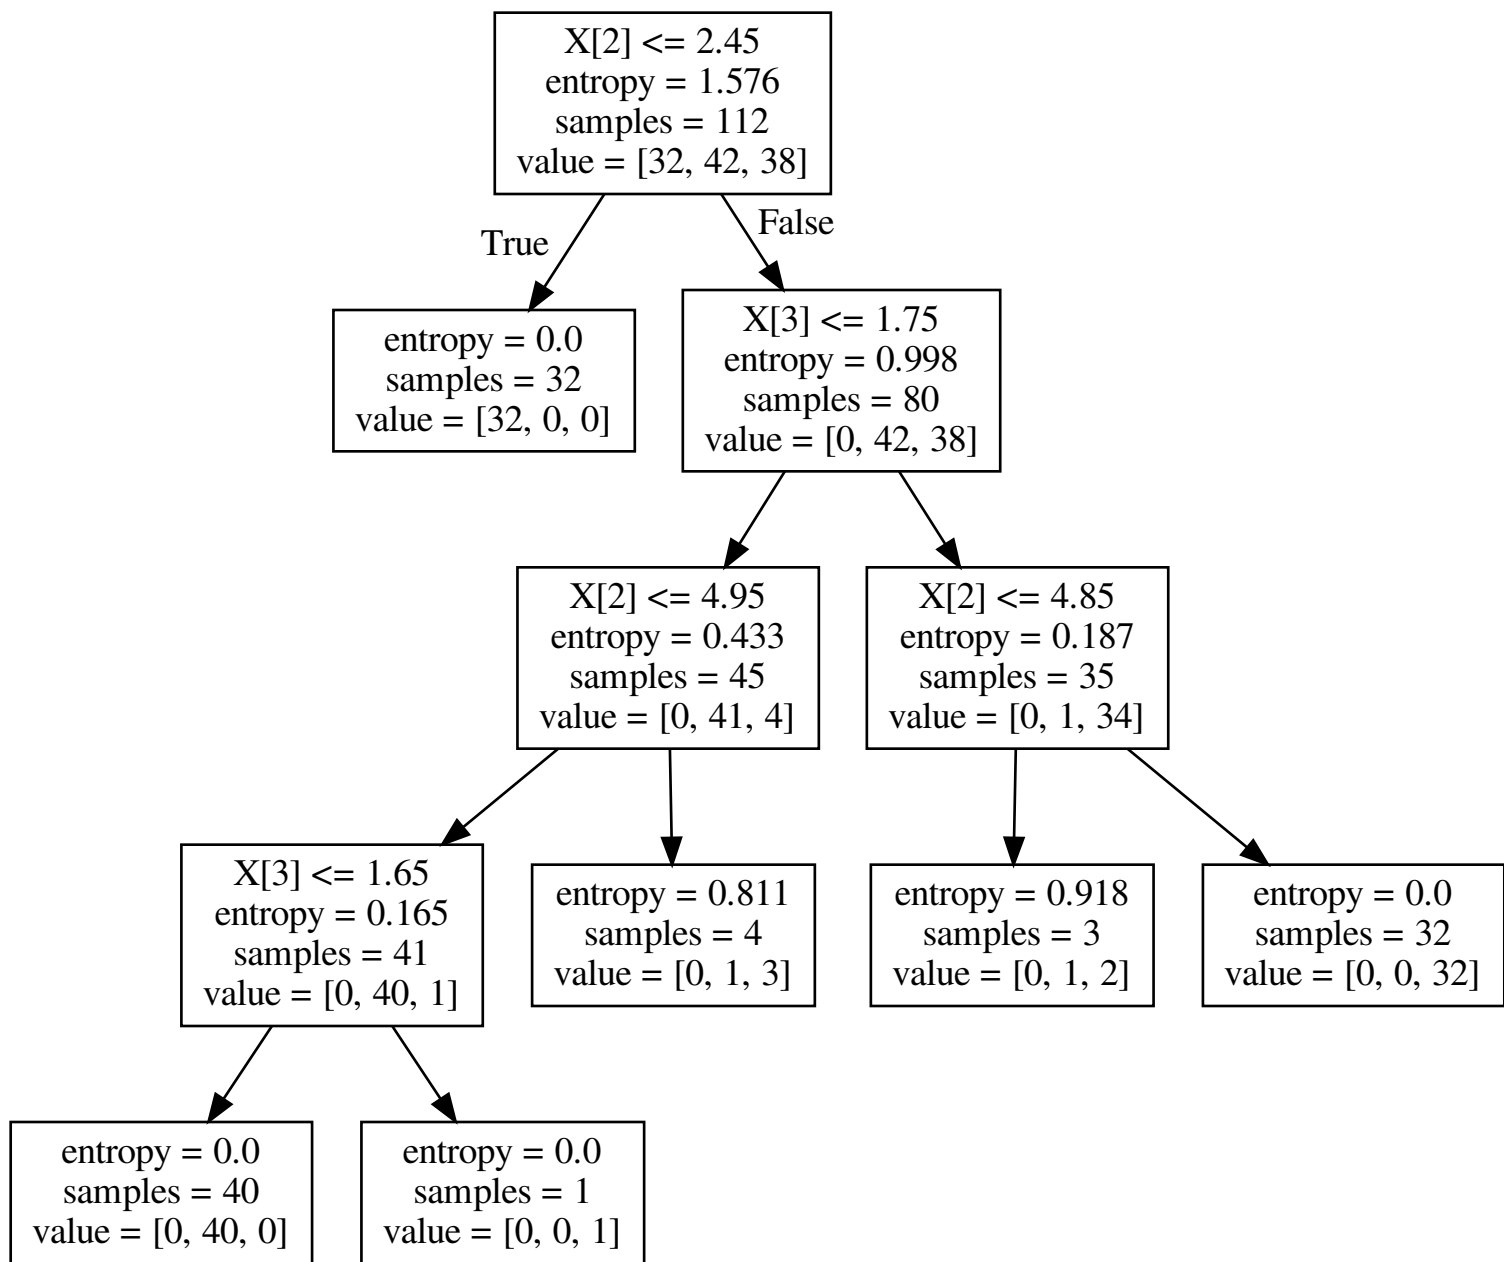 X[2] <= 2.45
entropy = 1.576
samples = 112
value = [32, 42, 38]
True
False
entropy = 0.0
samples = 32
value = [32, 0, 0]
X[3] <= 1.75
entropy = 0.998
samples = 80
value = [0, 42, 38]
X[2] <= 4.95
entropy = 0.433
samples = 45
value = [0, 41, 4]
X[2] <= 4.85
entropy = 0.187
samples = 35
value = [0, 1, 34]
X[3] <= 1.65
entropy = 0.165
samples = 41
value = [0, 40, 1]
entropy = 0.811
samples = 4
value = [0, 1, 3]
entropy = 0.918
samples = 3
value = [0, 1, 2]
entropy = 0.0
samples = 32
value = [0, 0, 32]
entropy = 0.0
samples = 40
value = [0, 40, 0]
entropy = 0.0
samples = 1
value = [0, 0, 1]